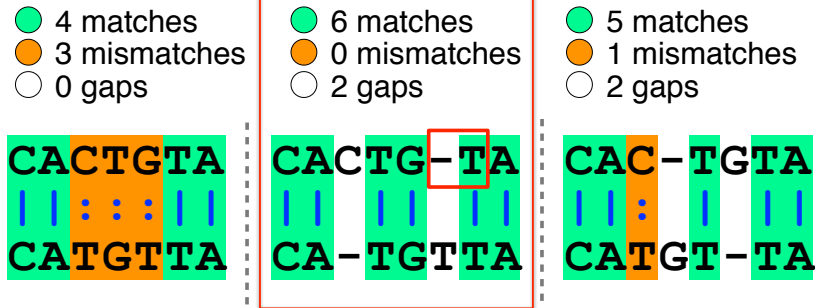 4 matches
3 mismatches
0 gaps
CACTGTA
||:::||
CATGTTA
6 matches
0 mismatches
2 gaps
CACTG-TA
|| || ||
CA-TGTTA
5 matches
1 mismatches
2 gaps
CAC-TGTA
||: | ||
CATGT-TA